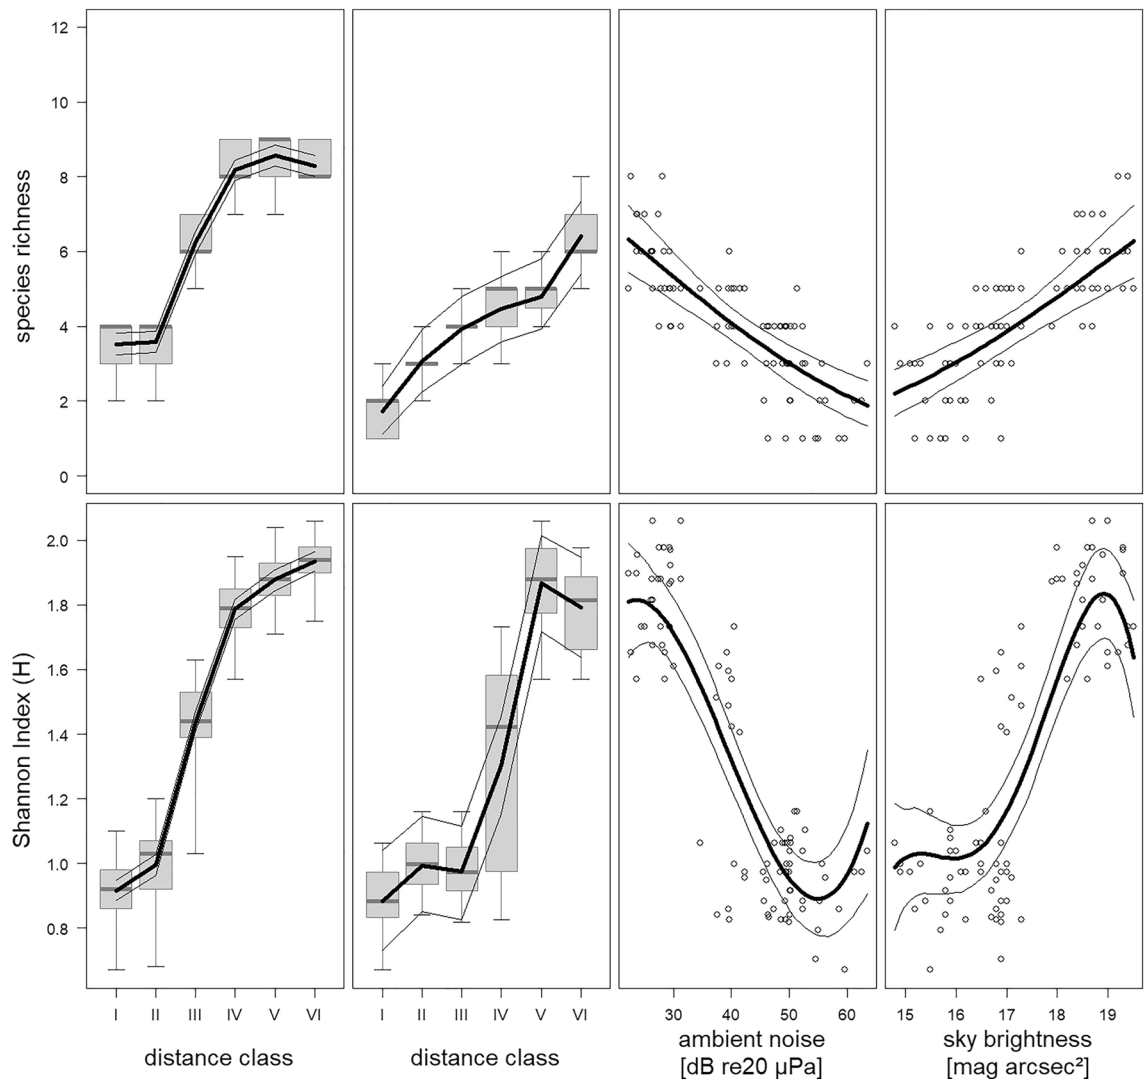 12
10
8
6
4
2
0
species richness
2.0
1.8
1.6
1.4
1.2
1.0
0.8
Shannon Index (H)
I II III IV V VI
distance class
I II III IV V VI
distance class
30 40 50 60
ambient noise
[dB re20 µPa]
15 16 17 18 19
sky brightness
[mag arcsec²]